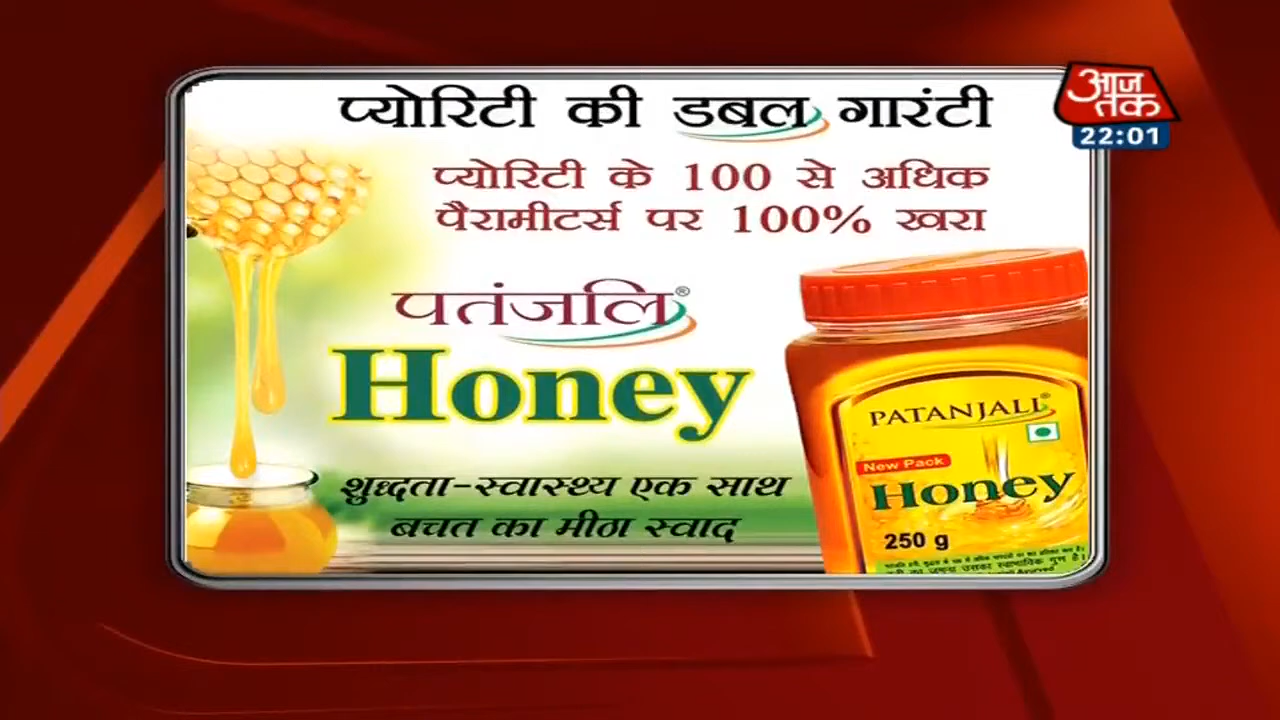 प्योरिटी की डबल गारंटी
आज
तक
22:01
प्योरिटी के 100 से अधिक
पैरामीटर्स पर 100% खरा
पतंजलि®
Honey
PATANJALI®
New Pack
Honey
250 g
शुद्धता-स्वास्थ्य एक साथ
बचत का मीठा स्वाद